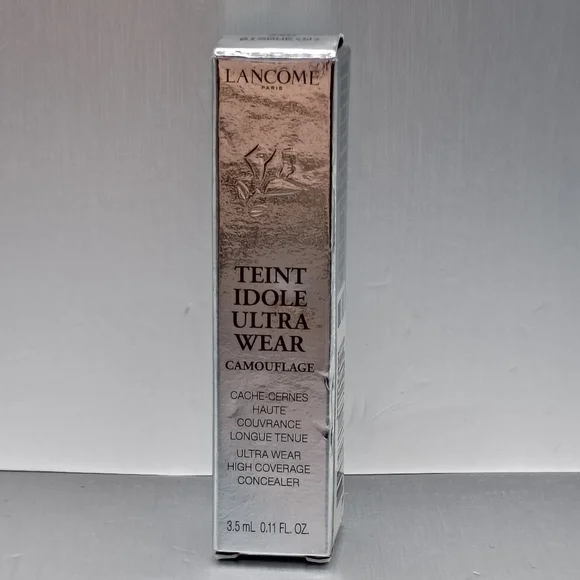 LANCÔME
PARIS
TEINT
IDOLE
ULTRA
WEAR
CAMOUFLAGE
CACHE-CERNES
HAUTE
COUVRANCE
LONGUE TENUE
ULTRA WEAR
HIGH COVERAGE
CONCEALER
3.5 mL 0.11 FL. OZ.